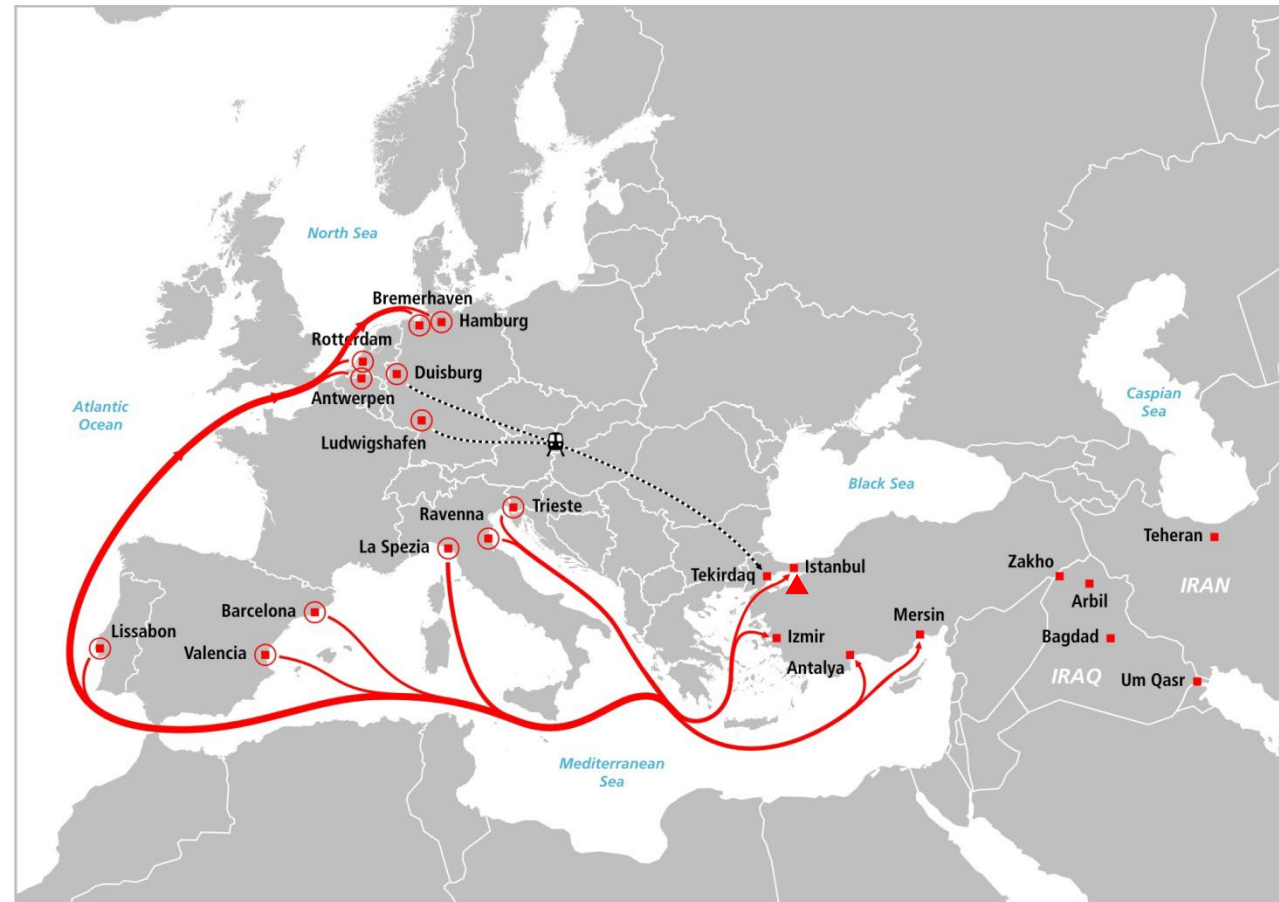 North Sea
Bremerhaven
Hamburg
Rotterdam
Duisburg
Antwerpen
Atlantic
Ocean
Ludwigshafen
Caspian
Sea
Black Sea
Trieste
Ravenna
La Spezia
Teheran
Istanbul
Tekirdaq
Zakho
IRAN
Arbil
Barcelona
Mersin
Lissabon
Valencia
Izmir
Bagdad
Antalya
IRAQ
Um Qasr
Mediterranean
Sea